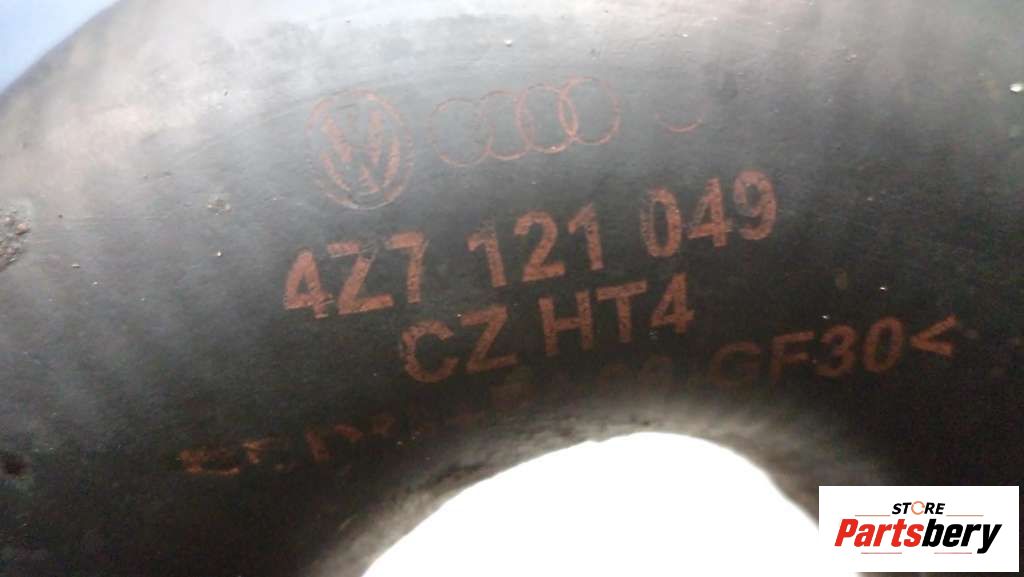 4Z7 121 049
CZ HT4
GF30<
STORE
Partsbery